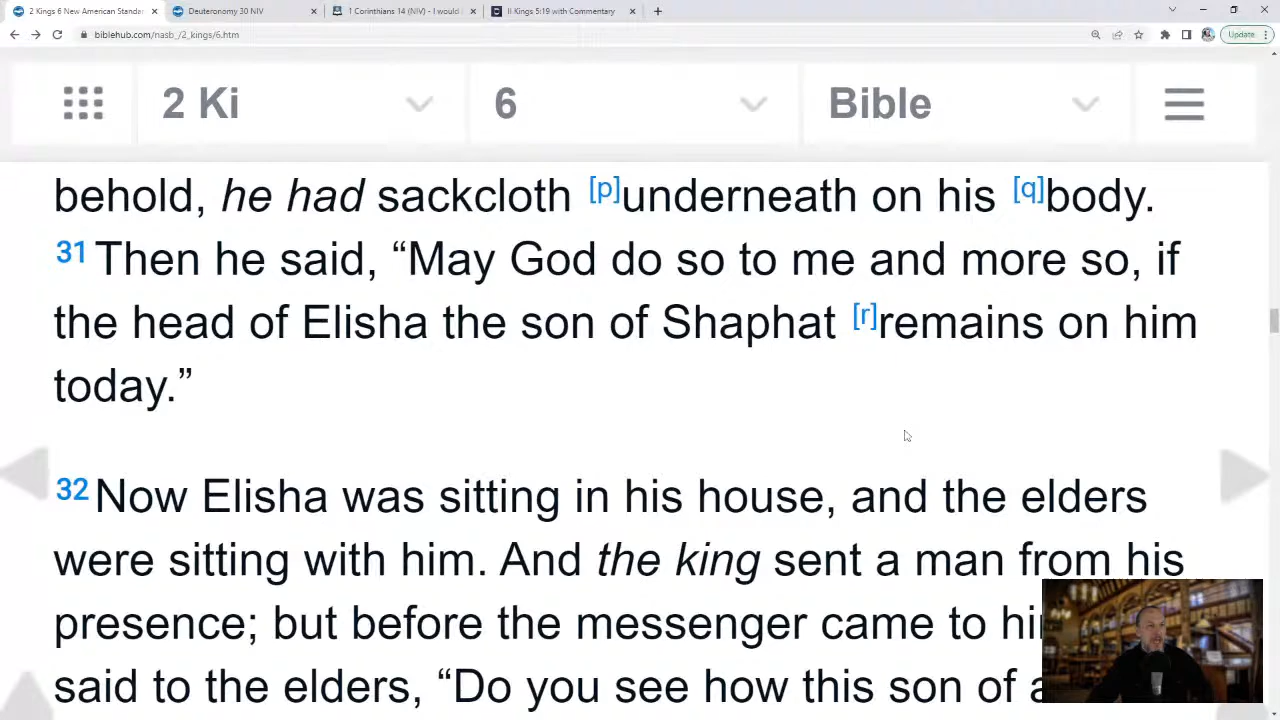 2 Kings 6 New American Standar
Deuteronomy 30 NIV
1 Corinthians 14 (NIV) - I would
II Kings 5:19 with Commentary
biblehub.com/nasb_/2_kings/6.htm
Update
2 Ki
6
Bible
behold, he had sackcloth [p]underneath on his [q]body.
31 Then he said, “May God do so to me and more so, if
the head of Elisha the son of Shaphat [r]remains on him
today.”
32 Now Elisha was sitting in his house, and the elders
were sitting with him. And the king sent a man from his
presence; but before the messenger came to hi
said to the elders, “Do you see how this son of a